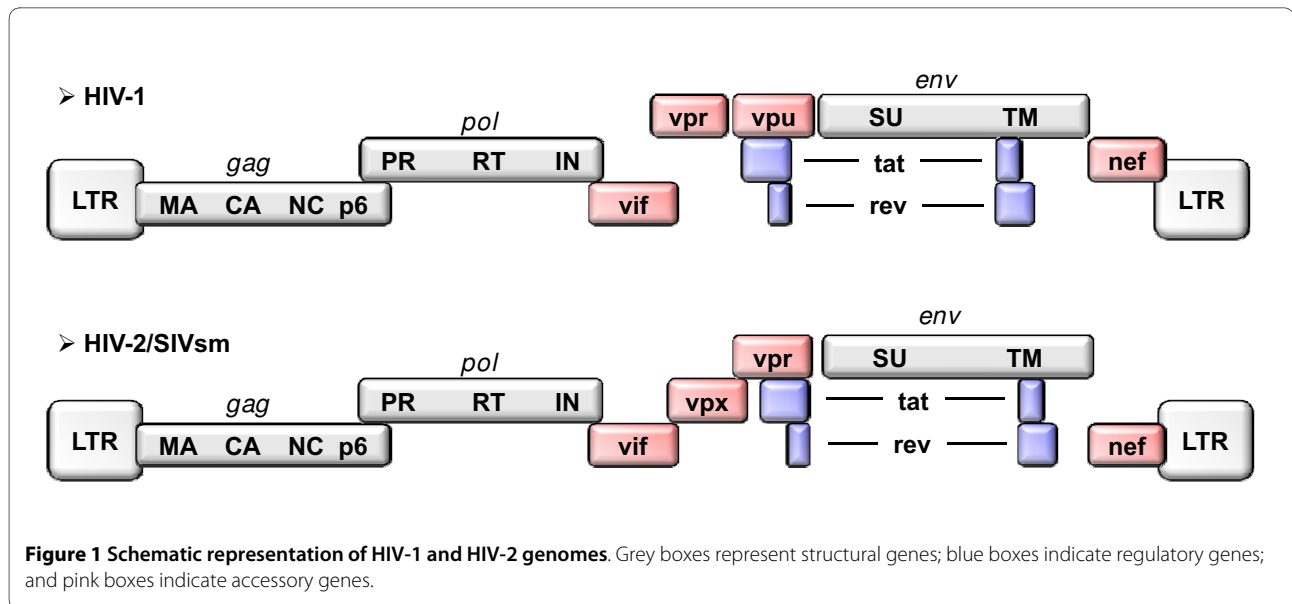 ➢ HIV-1
env
vpr vpu SU TM
pol
PR RT IN tat nef
gag
LTR MA CA NC p6 vif rev LTR
➢ HIV-2/SIVsm
env
vpr SU TM
pol
PR RT IN vpx tat
gag
LTR MA CA NC p6 vif rev nef LTR
Figure 1 Schematic representation of HIV-1 and HIV-2 genomes. Grey boxes represent structural genes; blue boxes indicate regulatory genes;
and pink boxes indicate accessory genes.